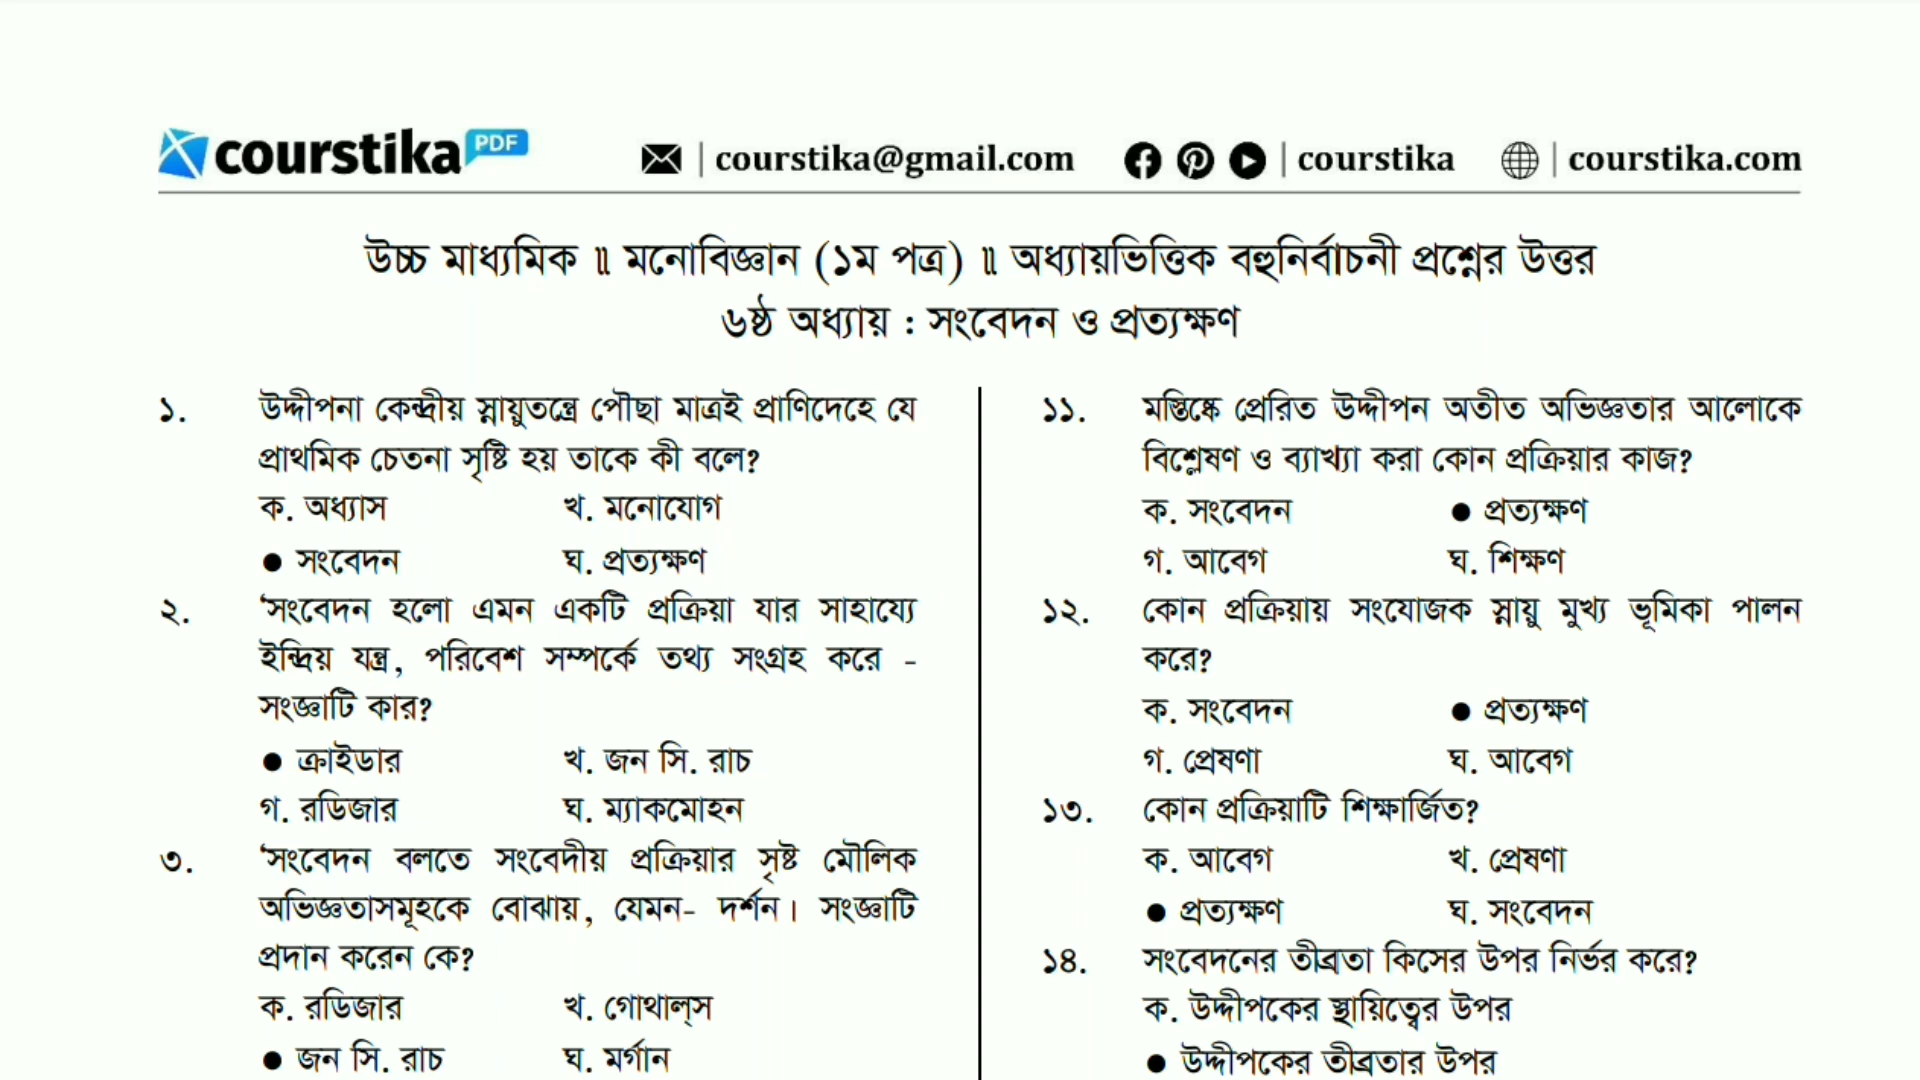 courstika PDF
| courstika@gmail.com
| courstika
| courstika.com
উচ্চ মাধ্যমিক ॥ মনোবিজ্ঞান (১ম পত্র) ॥ অধ্যায়ভিত্তিক বহুনির্বাচনী প্রশ্নের উত্তর
৬ষ্ঠ অধ্যায় : সংবেদন ও প্রত্যক্ষণ
১. উদ্দীপনা কেন্দ্রীয় স্নায়ুতন্ত্রে পৌছা মাত্রই প্রাণিদেহে যে
প্রাথমিক চেতনা সৃষ্টি হয় তাকে কী বলে?
ক. অধ্যাস খ. মনোযোগ
● সংবেদন ঘ. প্রত্যক্ষণ
২. ‘সংবেদন হলো এমন একটি প্রক্রিয়া যার সাহায্যে
ইন্দ্রিয় যন্ত্র, পরিবেশ সম্পর্কে তথ্য সংগ্রহ করে -
সংজ্ঞাটি কার?
● ক্রাইডার খ. জন সি. রাচ
গ. রডিজার ঘ. ম্যাকমোহন
৩. ‘সংবেদন বলতে সংবেদীয় প্রক্রিয়ার সৃষ্ট মৌলিক
অভিজ্ঞতাসমূহকে বোঝায়, যেমন- দর্শন। সংজ্ঞাটি
প্রদান করেন কে?
ক. রডিজার খ. গোথাল্‌স
● জন সি. রাচ ঘ. মর্গান
১১. মস্তিষ্কে প্রেরিত উদ্দীপন অতীত অভিজ্ঞতার আলোকে
বিশ্লেষণ ও ব্যাখ্যা করা কোন প্রক্রিয়ার কাজ?
ক. সংবেদন ● প্রত্যক্ষণ
গ. আবেগ ঘ. শিক্ষণ
১২. কোন প্রক্রিয়ায় সংযোজক স্নায়ু মুখ্য ভূমিকা পালন
করে?
ক. সংবেদন ● প্রত্যক্ষণ
গ. প্রেষণা ঘ. আবেগ
১৩. কোন প্রক্রিয়াটি শিক্ষার্জিত?
ক. আবেগ খ. প্রেষণা
● প্রত্যক্ষণ ঘ. সংবেদন
১৪. সংবেদনের তীব্রতা কিসের উপর নির্ভর করে?
ক. উদ্দীপকের স্থায়িত্বের উপর
● উদ্দীপকের তীব্রতার উপর